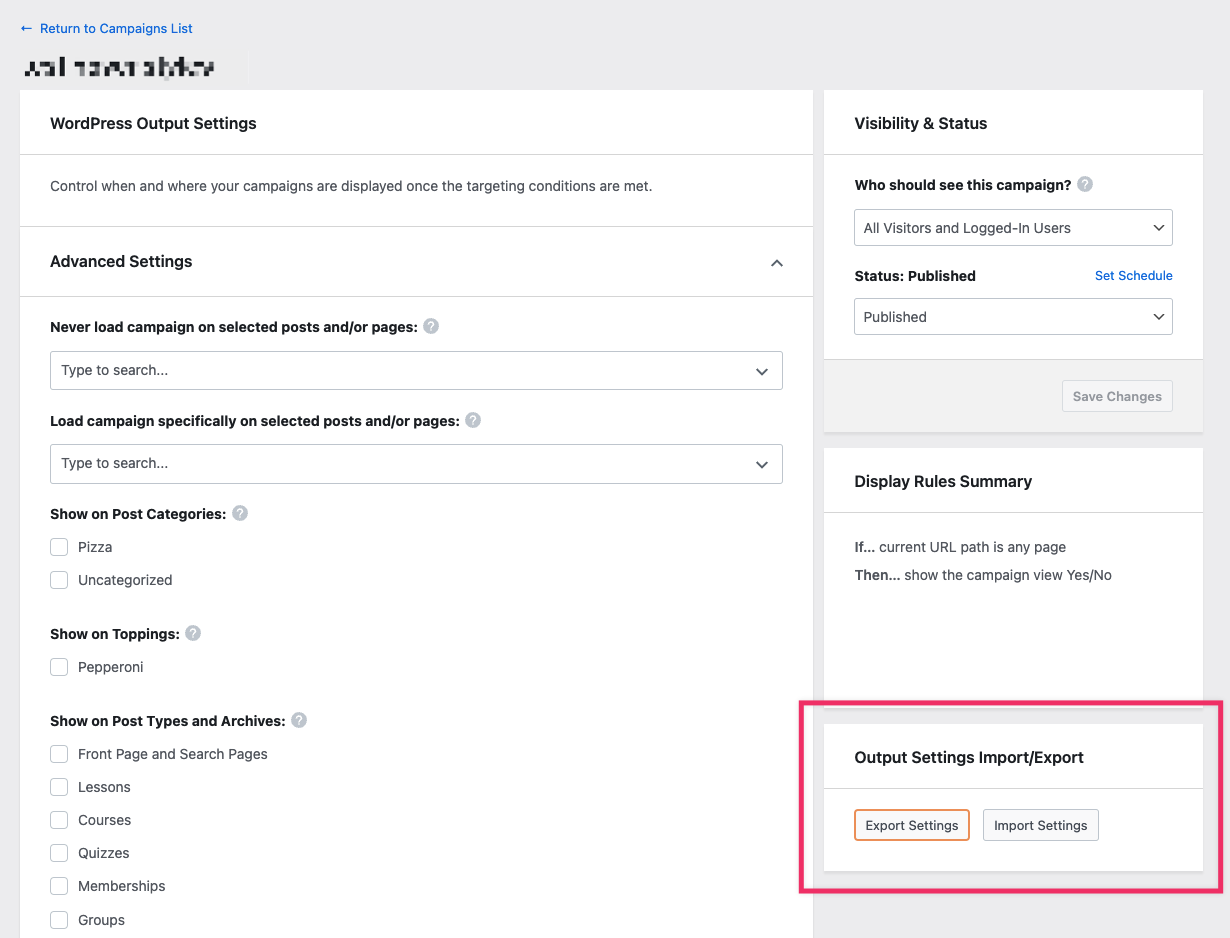 ← Return to Campaigns List
WordPress Output Settings
Control when and where your campaigns are displayed once the targeting conditions are met.
Advanced Settings
Never load campaign on selected posts and/or pages: ?
Type to search...
Load campaign specifically on selected posts and/or pages: ?
Type to search...
Show on Post Categories: ?
Pizza
Uncategorized
Show on Toppings: ?
Pepperoni
Show on Post Types and Archives: ?
Front Page and Search Pages
Lessons
Courses
Quizzes
Memberships
Groups
Visibility & Status
Who should see this campaign? ?
All Visitors and Logged-In Users
Status: Published
Set Schedule
Published
Save Changes
Display Rules Summary
If... current URL path is any page
Then... show the campaign view Yes/No
Output Settings Import/Export
Export Settings
Import Settings